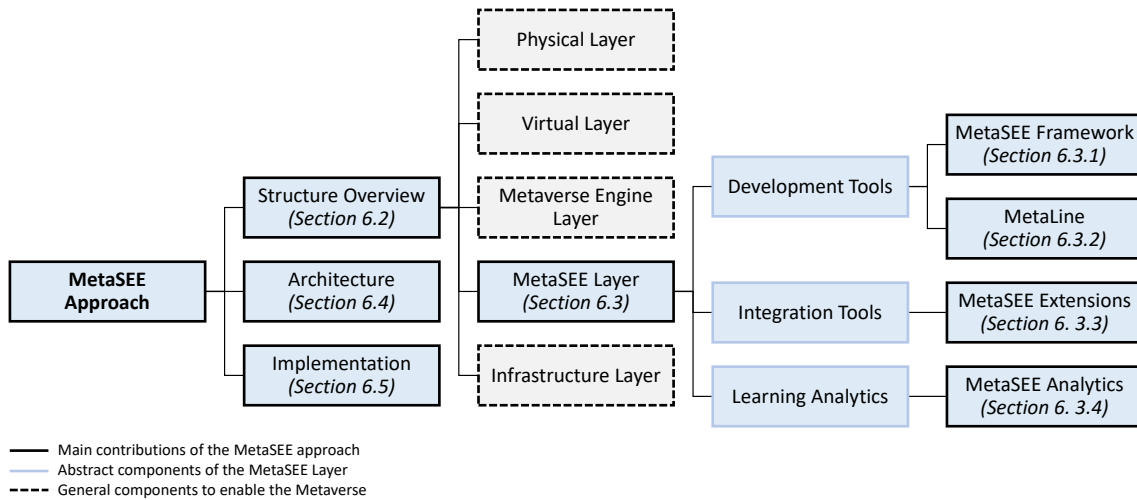 MetaSEE
Approach
Structure Overview
(Section 6.2)
Architecture
(Section 6.4)
Implementation
(Section 6.5)
Physical Layer
Virtual Layer
Metaverse Engine
Layer
MetaSEE Layer
(Section 6.3)
Infrastructure Layer
Development Tools
Integration Tools
Learning Analytics
MetaSEE Framework
(Section 6.3.1)
MetaLine
(Section 6.3.2)
MetaSEE Extensions
(Section 6. 3.3)
MetaSEE Analytics
(Section 6. 3.4)
Main contributions of the MetaSEE approach
Abstract components of the MetaSEE Layer
General components to enable the Metaverse